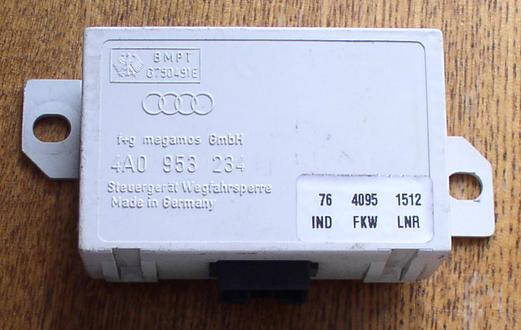 BMPT
G750491E
f+g megamos GmbH
4A0 953 234
Steuergerät Wegfahrsperre
Made in Germany
76 4095 1512
IND FKW LNR